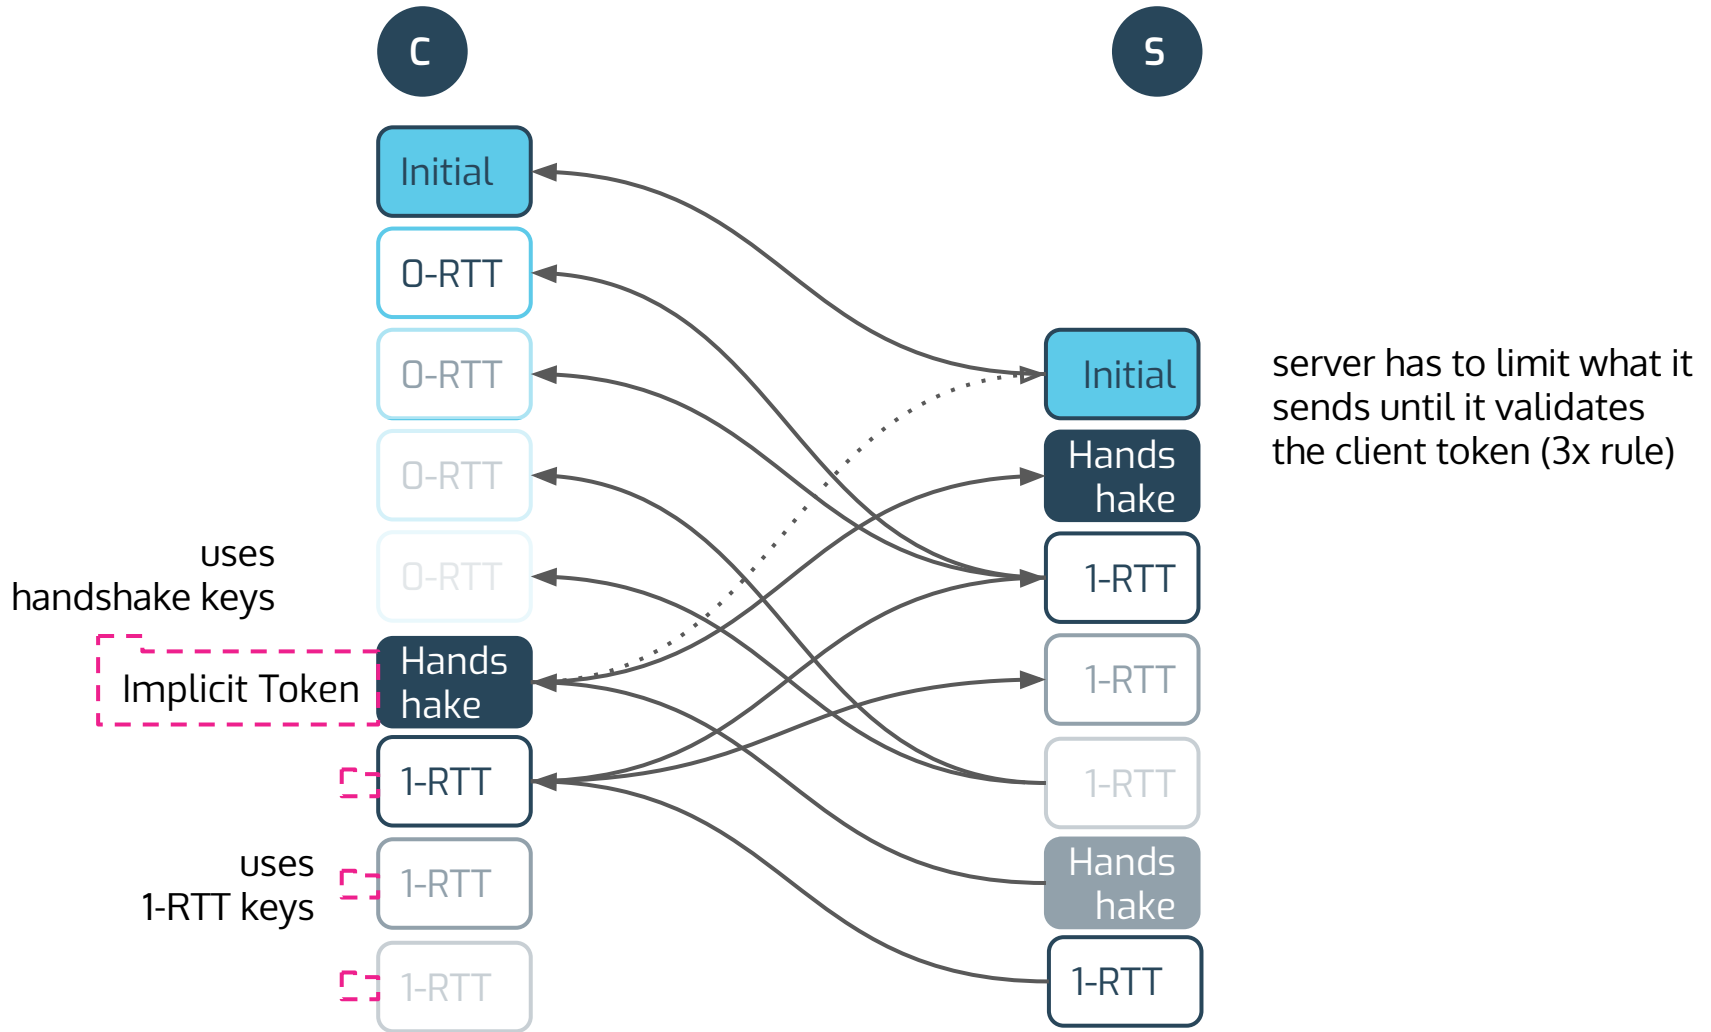 C
S
Initial
0-RTT
0-RTT
0-RTT
0-RTT
uses
handshake keys
Implicit Token
Hands
hake
1-RTT
uses
1-RTT keys
1-RTT
1-RTT
Initial
server has to limit what it
sends until it validates
the client token (3x rule)
Hands
hake
1-RTT
1-RTT
1-RTT
Hands
hake
1-RTT